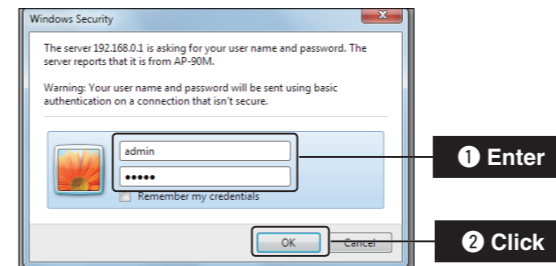 Windows Security
The server 192.168.0.1 is asking for your user name and password. The
server reports that it is from AP-90M.
Warning: Your user name and password will be sent using basic
authentication on a connection that isn't secure.
admin
•••••
Remember my credentials
OK
Cancel
❶ Enter
❷ Click